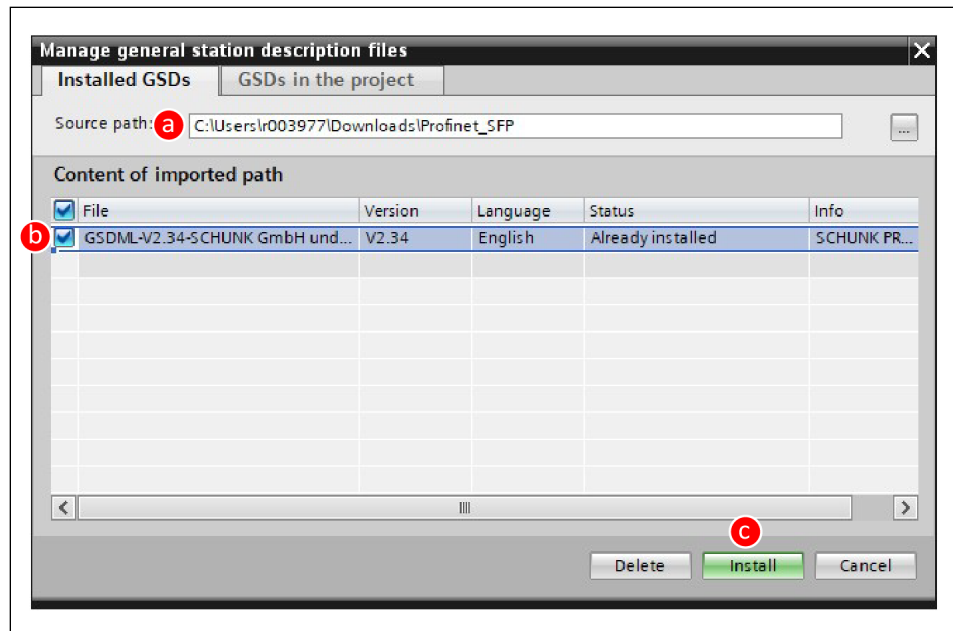 Manage general station description files
Installed GSDs GSDs in the project
Source path: a C:\Users\r003977\Downloads\Profinet_SFP ...
Content of imported path
File Version Language Status Info
b GSDML-V2.34-SCHUNK GmbH und... V2.34 English Already installed SCHUNK PR...
c
Delete Install Cancel